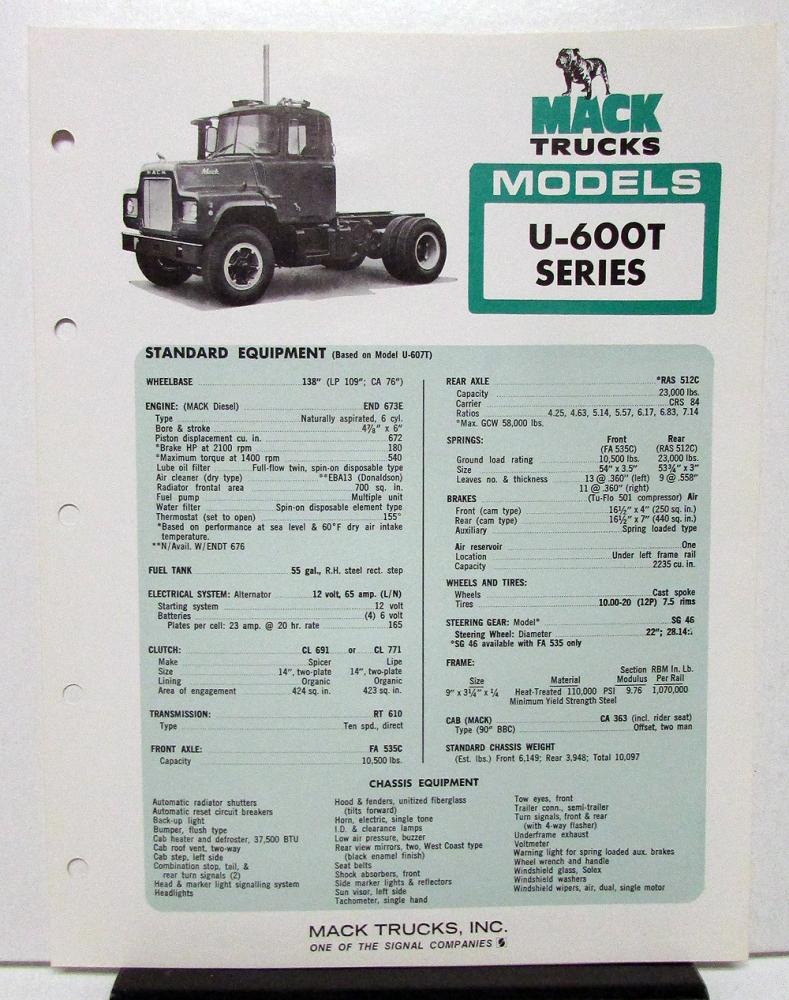 MACK
TRUCKS
MODELS
U-600T
SERIES
MACK
Mack
STANDARD EQUIPMENT (Based on Model U-607T)
WHEELBASE 138" (LP 109"; CA 76")
ENGINE: (MACK Diesel) END 673E
Type Naturally aspirated, 6 cyl.
Bore & stroke 4⅞" x 6"
Piston displacement cu. in. 672
*Brake HP at 2100 rpm 180
*Maximum torque at 1400 rpm 540
Lube oil filter Full-flow twin, spin-on disposable type
Air cleaner (dry type) **EBA13 (Donaldson)
Radiator frontal area 700 sq. in.
Fuel pump Multiple unit
Water filter Spin-on disposable element type
Thermostat (set to open) 155°
*Based on performance at sea level & 60°F dry air intake
temperature.
**N/Avail. W/ENDT 676
FUEL TANK 55 gal., R.H. steel rect. step
ELECTRICAL SYSTEM: Alternator 12 volt, 65 amp. (L/N)
Starting system 12 volt
Batteries (4) 6 volt
Plates per cell: 23 amp. @ 20 hr. rate 165
CLUTCH: CL 691 or CL 771
Make Spicer Lipe
Size 14", two-plate 14", two-plate
Lining Organic Organic
Area of engagement 424 sq. in. 423 sq. in.
TRANSMISSION: RT 610
Type Ten spd., direct
FRONT AXLE: FA 535C
Capacity 10,500 lbs.
REAR AXLE *RAS 512C
Capacity 23,000 lbs.
Carrier CRS 84
Ratios 4.25, 4.63, 5.14, 5.57, 6.17, 6.83, 7.14
*Max. GCW 58,000 lbs.
SPRINGS: Front Rear
(FA 535C) (RAS 512C)
Ground load rating 10,500 lbs. 23,000 lbs.
Size 54" x 3.5" 53¾" x 3"
Leaves no. & thickness 13 @ .360" (left) 9 @ .558"
11 @ .360" (right)
BRAKES (Tu-Flo 501 compressor) Air
Front (cam type) 16½" x 4" (250 sq. in.)
Rear (cam type) 16½" x 7" (440 sq. in.)
Auxiliary Spring loaded type
Air reservoir One
Location Under left frame rail
Capacity 2235 cu. in.
WHEELS AND TIRES:
Wheels Cast spoke
Tires 10.00-20 (12P) 7.5 rims
STEERING GEAR: Model* SG 46
Steering Wheel: Diameter 22"; 28.14:
*SG 46 available with FA 535 only
FRAME:
Section RBM In. Lb.
Size Material Modulus Per Rail
9" x 3¼" x ¼ Heat-Treated 110,000 PSI 9.76 1,070,000
Minimum Yield Strength Steel
CAB (MACK) CA 363 (incl. rider seat)
Type (90" BBC) Offset, two man
STANDARD CHASSIS WEIGHT
(Est. lbs.) Front 6,149; Rear 3,948; Total 10,097
CHASSIS EQUIPMENT
Automatic radiator shutters
Automatic reset circuit breakers
Back-up light
Bumper, flush type
Cab heater and defroster, 37,500 BTU
Cab roof vent, two-way
Cab step, left side
Combination stop, tail, &
rear turn signals (2)
Head & marker light signalling system
Headlights
Hood & fenders, unitized fiberglass
(tilts forward)
Horn, electric, single tone
I.D. & clearance lamps
Low air pressure, buzzer
Rear view mirrors, two, West Coast type
(black enamel finish)
Seat belts
Shock absorbers, front
Side marker lights & reflectors
Sun visor, left side
Tachometer, single hand
Tow eyes, front
Trailer conn., semi-trailer
Turn signals, front & rear
(with 4-way flasher)
Underframe exhaust
Voltmeter
Warning light for spring loaded aux. brakes
Wheel wrench and handle
Windshield glass, Solex
Windshield washers
Windshield wipers, air, dual, single motor
MACK TRUCKS, INC.
ONE OF THE SIGNAL COMPANIES